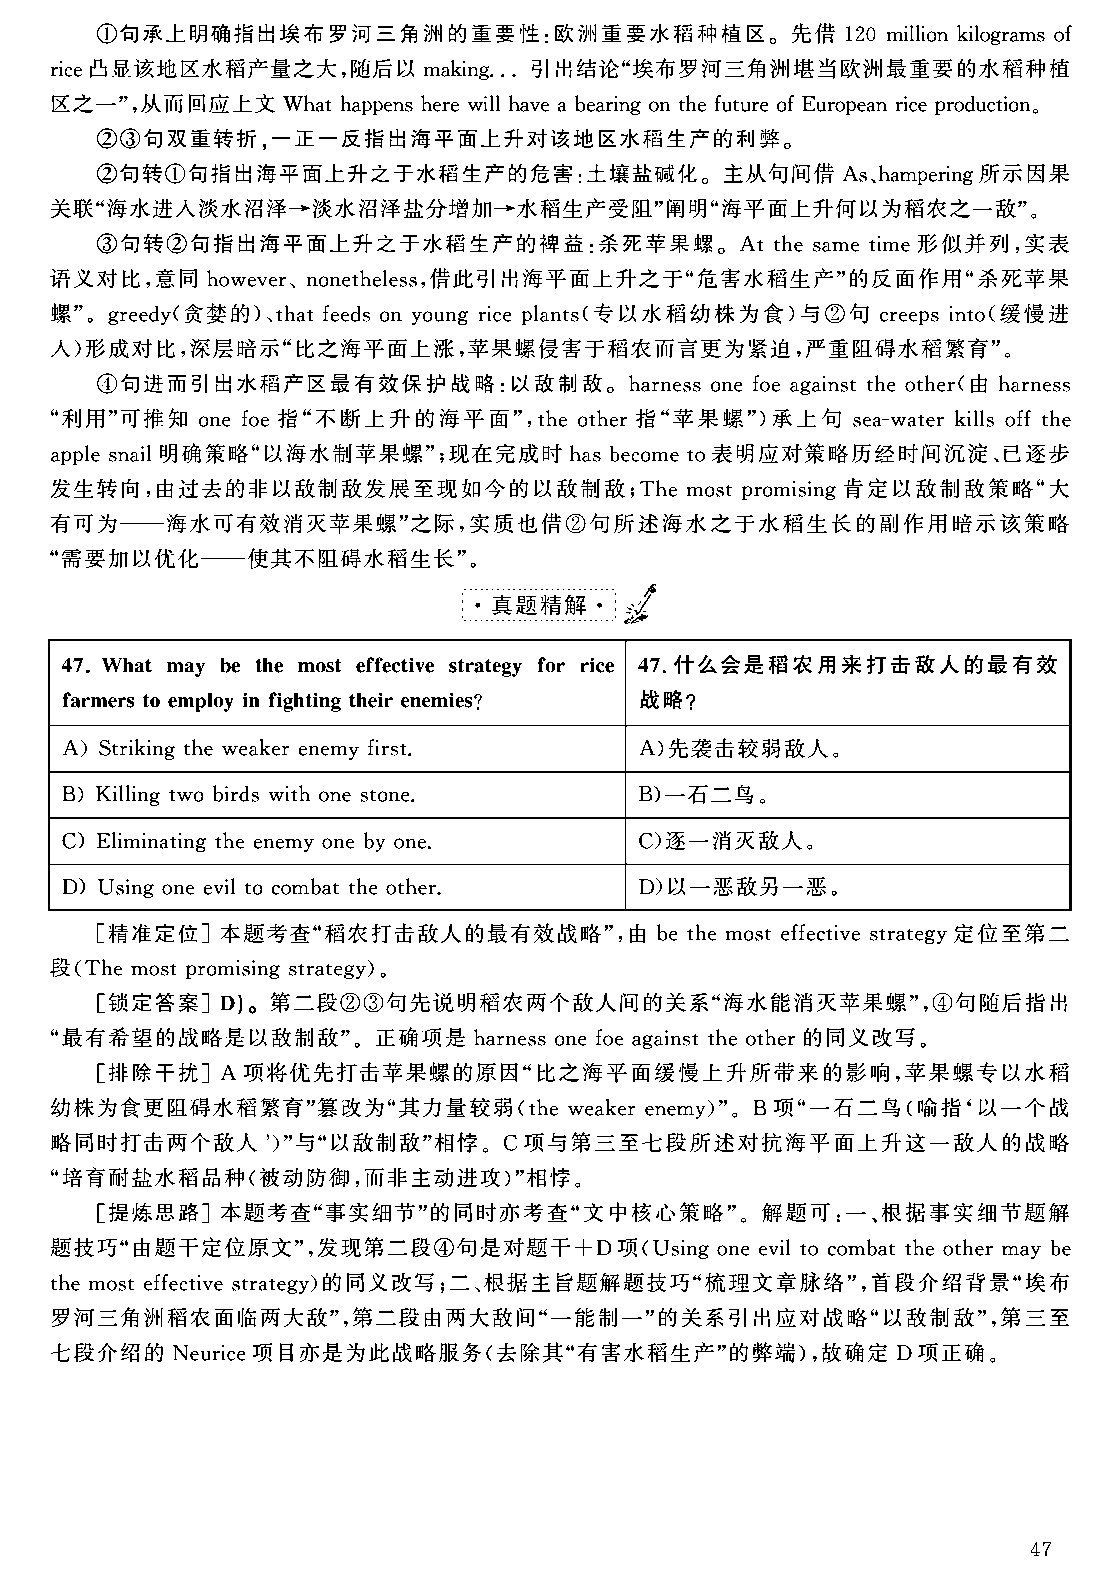 ①句承上明确指出埃布罗河三角洲的重要性:欧洲重要水稻种植区。先借 120 million kilograms of
rice 凸显该地区水稻产量之大,随后以 making... 引出结论“埃布罗河三角洲堪当欧洲最重要的水稻种植
区之一”,从而回应上文 What happens here will have a bearing on the future of European rice production。
②③句双重转折,一正一反指出海平面上升对该地区水稻生产的利弊。
②句转①句指出海平面上升之于水稻生产的危害:土壤盐碱化。主从句间借 As、hampering 所示因果
关联“海水进入淡水沼泽→淡水沼泽盐分增加→水稻生产受阻”阐明“海平面上升何以为稻农之一敌”。
③句转②句指出海平面上升之于水稻生产的裨益:杀死苹果螺。At the same time 形似并列,实表
语义对比,意同 however、nonetheless,借此引出海平面上升之于“危害水稻生产”的反面作用“杀死苹果
螺”。greedy(贪婪的)、that feeds on young rice plants(专以水稻幼株为食)与②句 creeps into(缓慢进
入)形成对比,深层暗示“比之海平面上涨,苹果螺侵害于稻农而言更为紧迫,严重阻碍水稻繁育”。
④句进而引出水稻产区最有效保护战略:以敌制敌。harness one foe against the other(由 harness
“利用”可推知 one foe 指“不断上升的海平面”,the other 指“苹果螺”)承上句 sea-water kills off the
apple snail 明确策略“以海水制苹果螺”;现在完成时 has become to 表明应对策略历经时间沉淀、已逐步
发生转向,由过去的非以敌制敌发展至现如今的以敌制敌;The most promising 肯定以敌制敌策略“大
有可为——海水可有效消灭苹果螺”之际,实质也借②句所述海水之于水稻生长的副作用暗示该策略
“需要加以优化——使其不阻碍水稻生长”。
·真题精解·
47. What may be the most effective strategy for rice
farmers to employ in fighting their enemies?
47.什么会是稻农用来打击敌人的最有效
战略?
A) Striking the weaker enemy first.
A)先袭击较弱敌人。
B) Killing two birds with one stone.
B)一石二鸟。
C) Eliminating the enemy one by one.
C)逐一消灭敌人。
D) Using one evil to combat the other.
D)以一恶敌另一恶。
[精准定位] 本题考查“稻农打击敌人的最有效战略”,由 be the most effective strategy 定位至第二
段(The most promising strategy)。
[锁定答案] D)。第二段②③句先说明稻农两个敌人间的关系“海水能消灭苹果螺”,④句随后指出
“最有希望的战略是以敌制敌”。正确项是 harness one foe against the other 的同义改写。
[排除干扰] A 项将优先打击苹果螺的原因“比之海平面缓慢上升所带来的影响,苹果螺专以水稻
幼株为食更阻碍水稻繁育”篡改为“其力量较弱(the weaker enemy)”。B 项“一石二鸟(喻指‘以一个战
略同时打击两个敌人’)”与“以敌制敌”相悖。C 项与第三至七段所述对抗海平面上升这一敌人的战略
“培育耐盐水稻品种(被动防御,而非主动进攻)”相悖。
[提炼思路] 本题考查“事实细节”的同时亦考查“文中核心策略”。解题可:一、根据事实细节题解
题技巧“由题干定位原文”,发现第二段④句是对题干+D 项(Using one evil to combat the other may be
the most effective strategy)的同义改写;二、根据主旨题解题技巧“梳理文章脉络”,首段介绍背景“埃布
罗河三角洲稻农面临两大敌”,第二段由两大敌间“一能制一”的关系引出应对战略“以敌制敌”,第三至
七段介绍的 Neurice 项目亦是为此战略服务(去除其“有害水稻生产”的弊端),故确定 D 项正确。
47